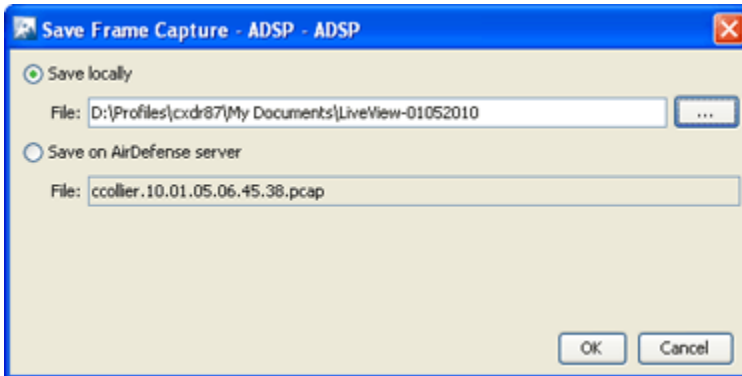 Save Frame Capture - ADSP - ADSP
Save locally
File: D:\Profiles\cxdr87\My Documents\LiveView-01052010
...
Save on AirDefense server
File: ccollier.10.01.05.06.45.38.pcap
OK Cancel